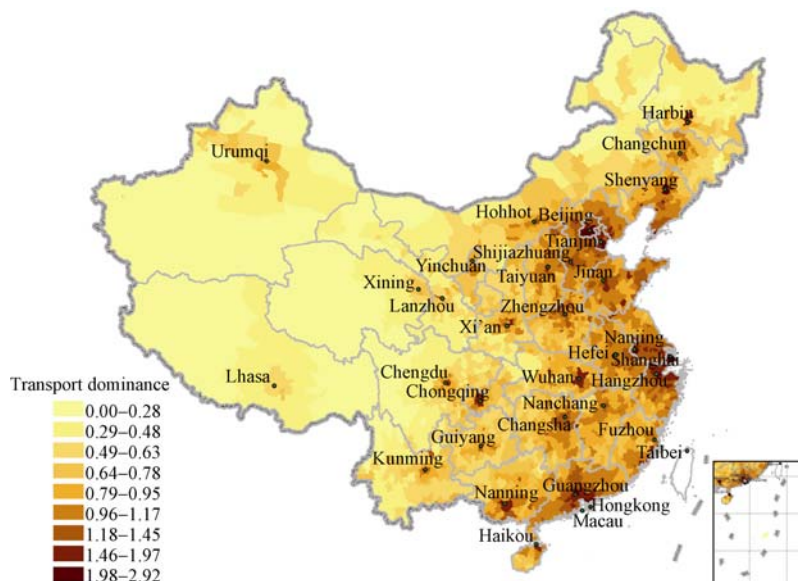 Harbin
Changchun
Urumqi
Shenyang
Hohhot
Beijing
Tianjin
Shijiazhuang
Yinchuan
Taiyuan
Jinan
Xining
Lanzhou
Zhengzhou
Xi'an
Nanjing
Hefei
Shanghai
Chengdu
Wuhan
Hangzhou
Lhasa
Chongqing
Nanchang
Changsha
Guiyang
Fuzhou
Taibei
Kunming
Guangzhou
Nanning
Hongkong
Macau
Haikou
Transport dominance
0.00–0.28
0.29–0.48
0.49–0.63
0.64–0.78
0.79–0.95
0.96–1.17
1.18–1.45
1.46–1.97
1.98–2.92